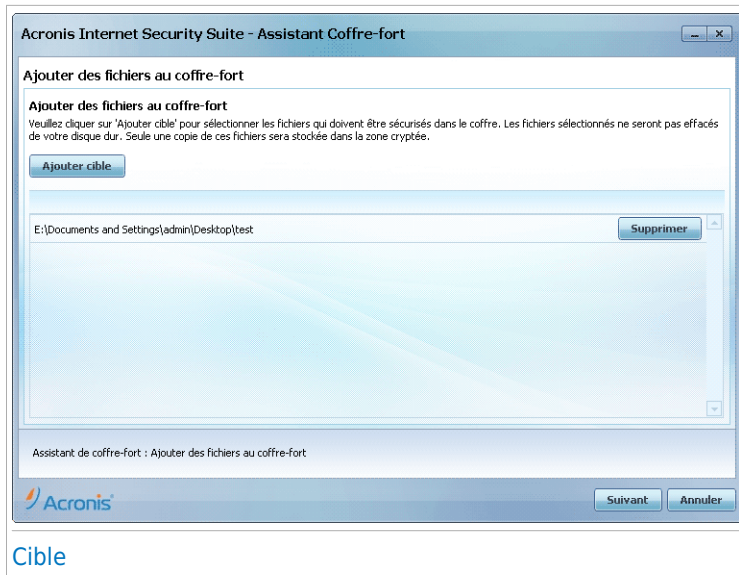 Acronis Internet Security Suite - Assistant Coffre-fort
Ajouter des fichiers au coffre-fort
Ajouter des fichiers au coffre-fort
Veuillez cliquer sur 'Ajouter cible' pour sélectionner les fichiers qui doivent être sécurisés dans le coffre. Les fichiers sélectionnés ne seront pas effacés
de votre disque dur. Seule une copie de ces fichiers sera stockée dans la zone cryptée.
Ajouter cible
E:\Documents and Settings\admin\Desktop\test
Supprimer
Assistant de coffre-fort : Ajouter des fichiers au coffre-fort
Acronis
Suivant
Annuler
Cible